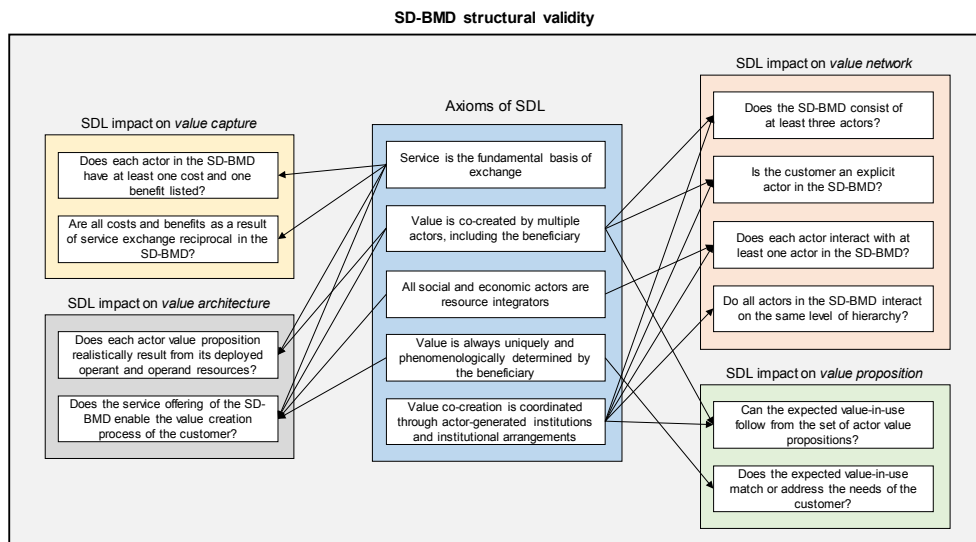 SD-BMD structural validity
SDL impact on value capture
Does each actor in the SD-BMD
have at least one cost and one
benefit listed?
Are all costs and benefits as a result
of service exchange reciprocal in the
SD-BMD?
SDL impact on value architecture
Does each actor value proposition
realistically result from its deployed
operant and operand resources?
Does the service offering of the SD-
BMD enable the value creation
process of the customer?
Axioms of SDL
Service is the fundamental basis of
exchange
Value is co-created by multiple
actors, including the beneficiary
All social and economic actors are
resource integrators
Value is always uniquely and
phenomenologically determined by
the beneficiary
Value co-creation is coordinated
through actor-generated institutions
and institutional arrangements
SDL impact on value network
Does the SD-BMD consist of
at least three actors?
Is the customer an explicit
actor in the SD-BMD?
Does each actor interact with at
least one actor in the SD-BMD?
Do all actors in the SD-BMD interact
on the same level of hierarchy?
SDL impact on value proposition
Can the expected value-in-use
follow from the set of actor value
propositions?
Does the expected value-in-use
match or address the needs of the
customer?